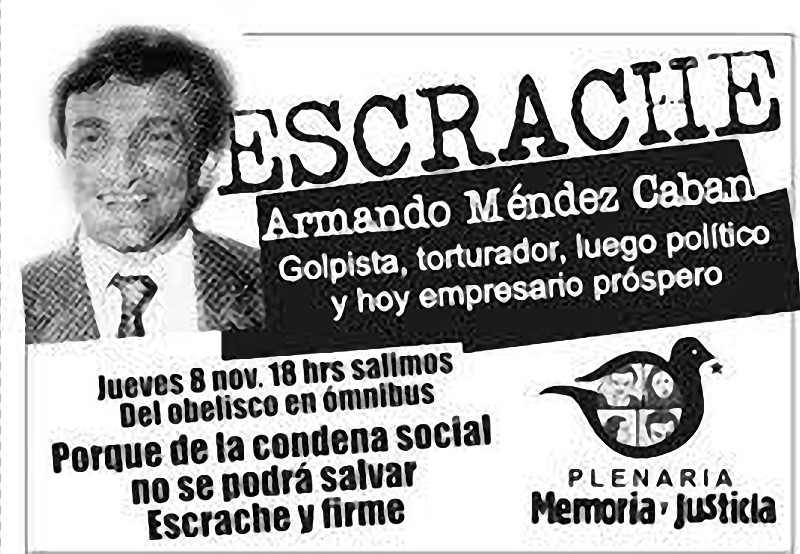 ESCRACHE
Armando Méndez Caban
Golpista, torturador, luego político
y hoy empresario próspero
Jueves 8 nov. 18 hrs salimos
Del obelisco en ómnibus
Porque de la condena social
no se podrá salvar
Escrache y firme
PLENARIA
Memoria y Justicia